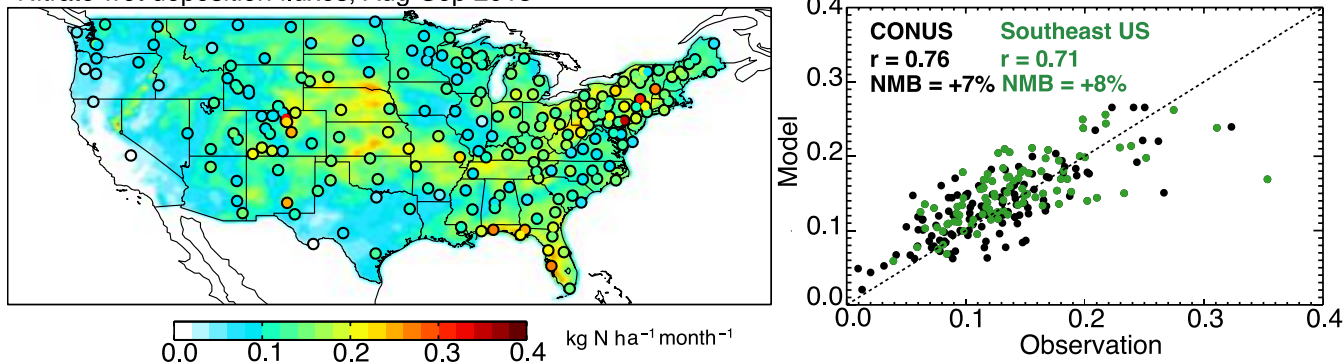 0.0 0.1 0.2 0.3 0.4
kg N ha⁻¹ month⁻¹
0.4
0.3
0.2
0.1
0.0
Model
CONUS
r = 0.76
NMB = +7%
Southeast US
r = 0.71
NMB = +8%
0.0 0.1 0.2 0.3 0.4
Observation